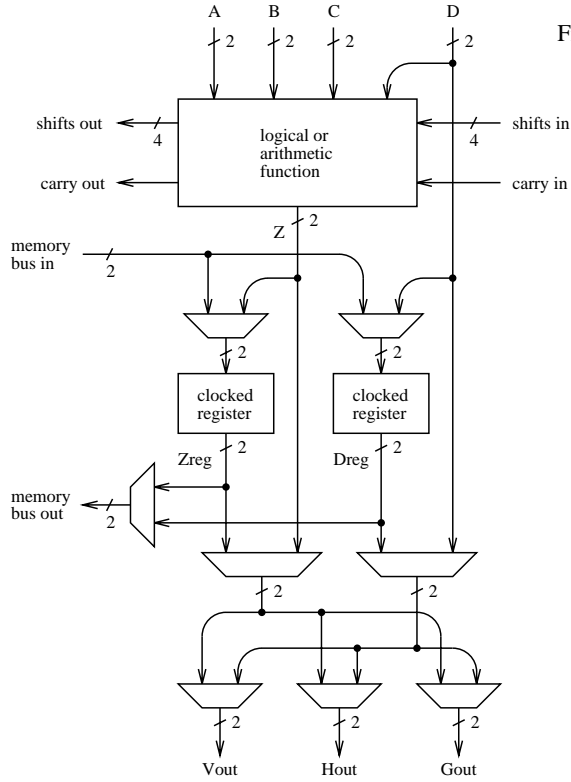 A B C D
F
2 2 2 2
shifts out
4
logical or
arithmetic
function
4
shifts in
carry out
carry in
Z
2
memory
bus in
2
2 2
clocked
register
clocked
register
Zreg
2
Dreg
2
memory
bus out
2
2 2
2 2 2
Vout Hout Gout